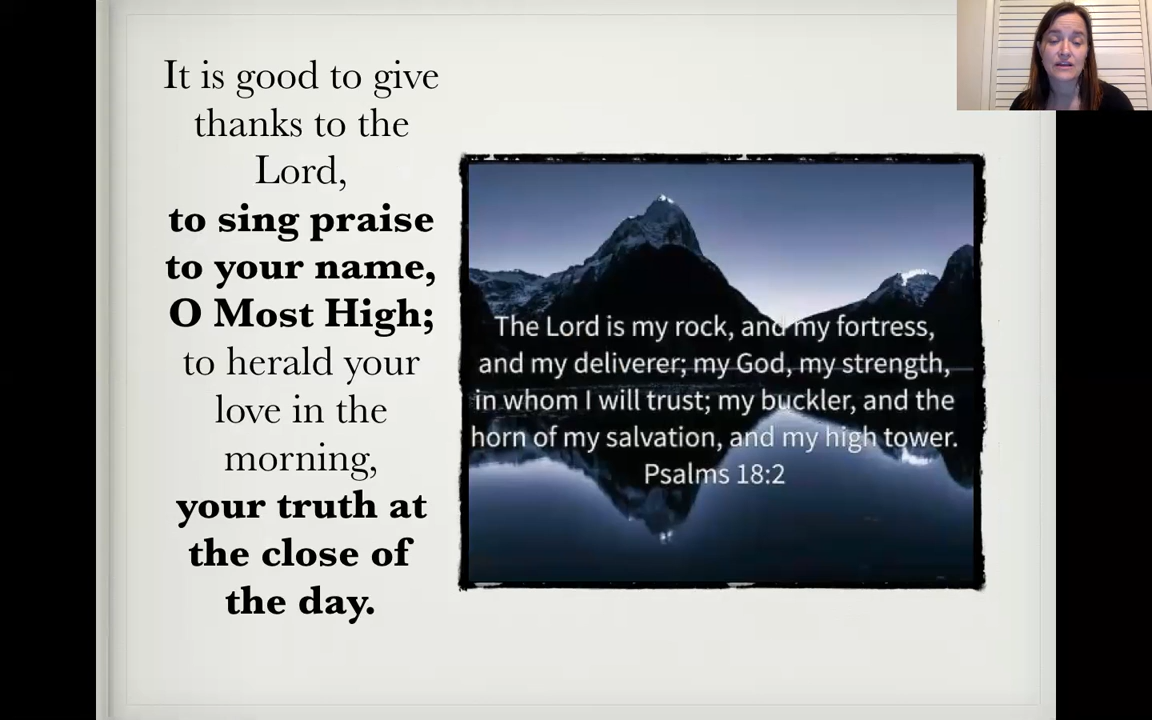 It is good to give
thanks to the
Lord,
to sing praise
to your name,
O Most High;
to herald your
love in the
morning,
your truth at
the close of
the day.
The Lord is my rock, and my fortress,
and my deliverer; my God, my strength,
in whom I will trust; my buckler, and the
horn of my salvation, and my high tower.
Psalms 18:2